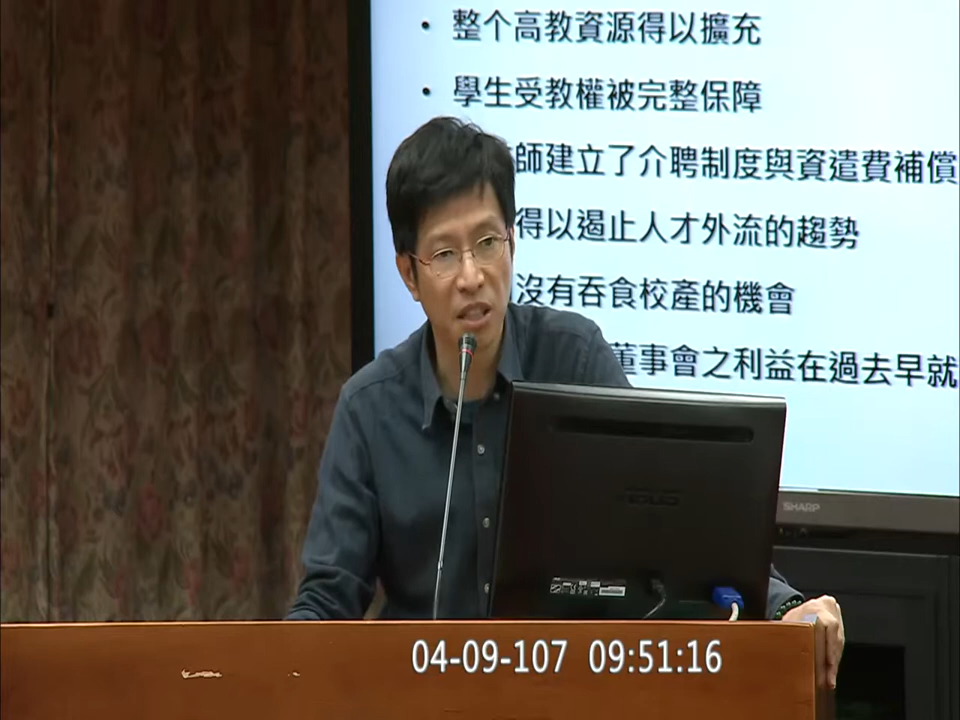 • 整个高教資源得以擴充
• 學生受教權被完整保障
師建立了介聘制度與資遣費補償
得以遏止人才外流的趨勢
沒有吞食校產的機會
董事會之利益在過去早就
SHARP
04-09-107 09:51:16